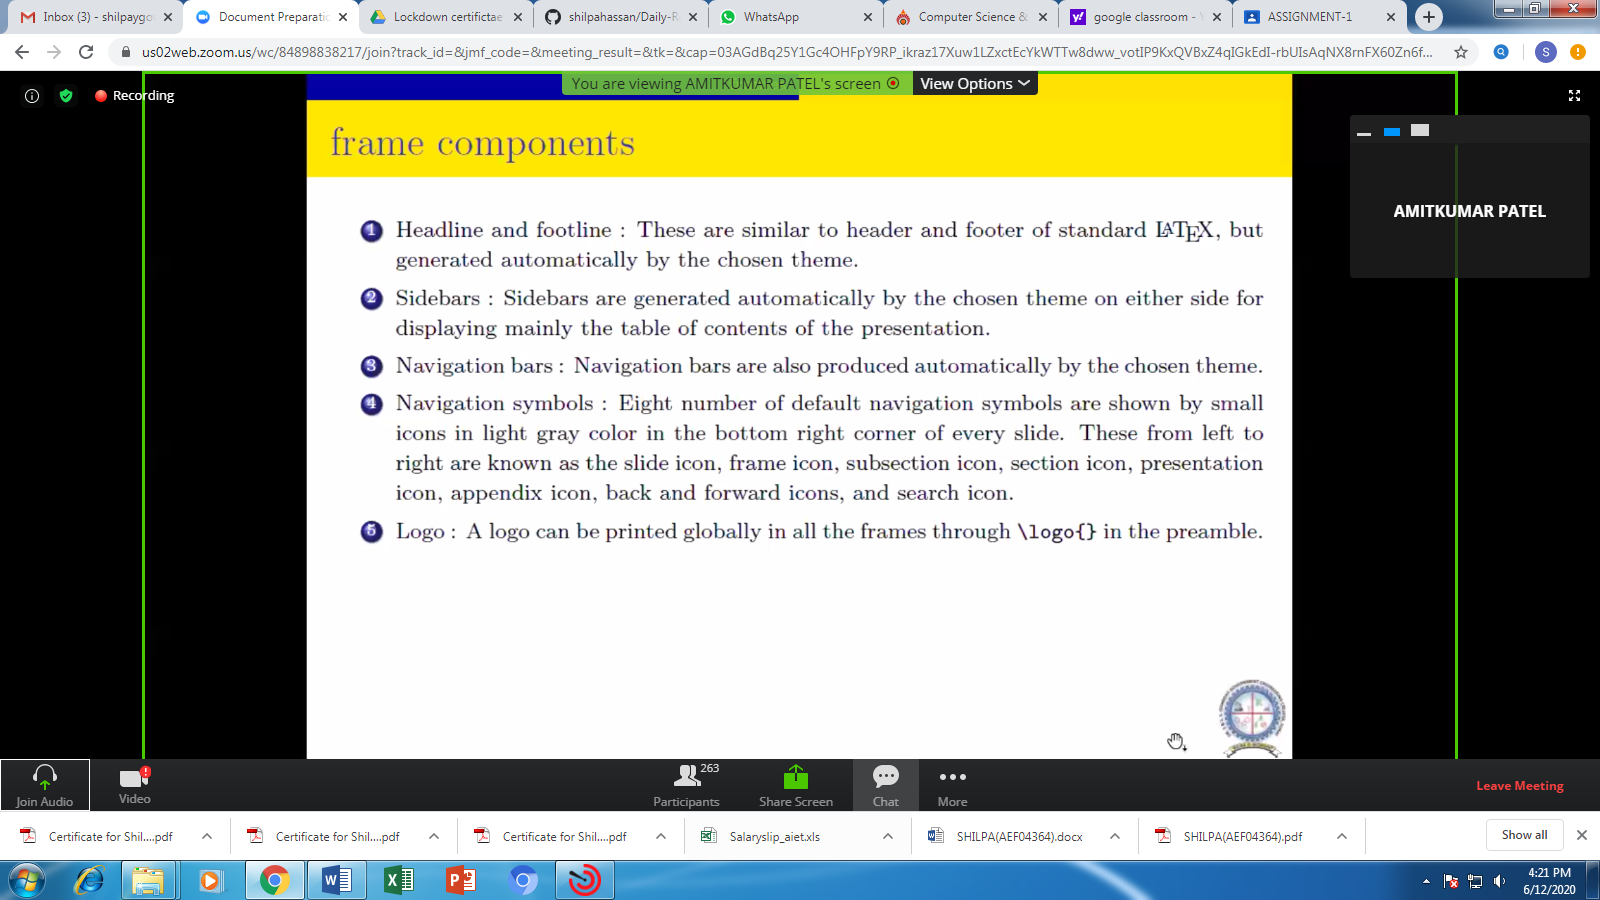 Inbox (3) - shilpaygo
Document Preparatio
Lockdown certifictae
shilpahassan/Daily-R
WhatsApp
Computer Science &
google classroom - Y
ASSIGNMENT-1
us02web.zoom.us/wc/84898838217/join?track_id=&jmf_code=&meeting_result=&tk=&cap=03AGdBq25Y1Gc4OHFpY9RP_ikraz17Xuw1LZxctEcYkWTTw8dww_votIP9KxQVBxZ4qIGkEdI-rbUIsAqNX8rnFX60Zn6f...
S
Recording
You are viewing AMITKUMAR PATEL's screen
View Options
frame components
AMITKUMAR PATEL
1 Headline and footline : These are similar to header and footer of standard LATEX, but
generated automatically by the chosen theme.
2 Sidebars : Sidebars are generated automatically by the chosen theme on either side for
displaying mainly the table of contents of the presentation.
3 Navigation bars : Navigation bars are also produced automatically by the chosen theme.
4 Navigation symbols : Eight number of default navigation symbols are shown by small
icons in light gray color in the bottom right corner of every slide. These from left to
right are known as the slide icon, frame icon, subsection icon, section icon, presentation
icon, appendix icon, back and forward icons, and search icon.
5 Logo : A logo can be printed globally in all the frames through \logo{} in the preamble.
Join Audio
Video
Participants
263
Share Screen
Chat
More
Leave Meeting
Certificate for Shil....pdf
Certificate for Shil....pdf
Certificate for Shil....pdf
Salaryslip_aiet.xls
SHILPA(AEF04364).docx
SHILPA(AEF04364).pdf
Show all
4:21 PM
6/12/2020